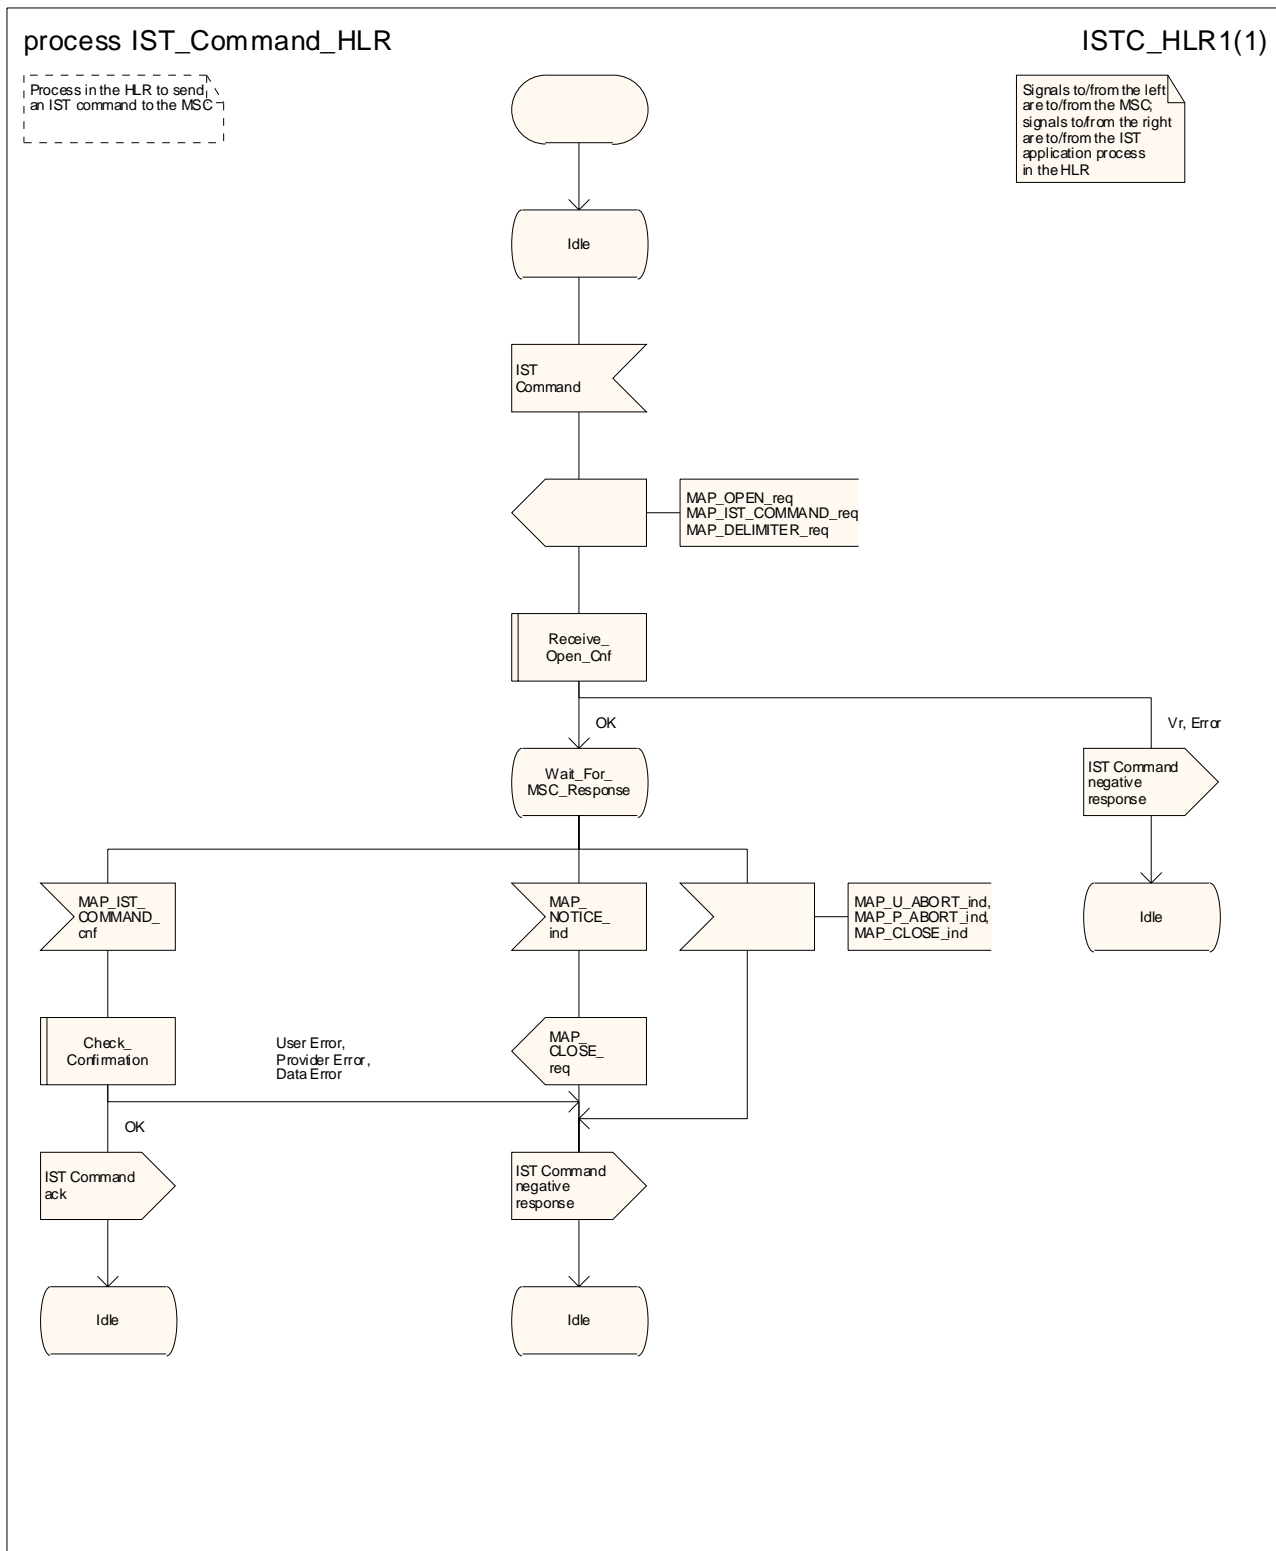 process IST_Command_HLR
ISTC_HLR1(1)
Process in the HLR to send
an IST command to the MSC
Signals to/from the left
are to/from the MSC;
signals to/from the right
are to/from the IST
application process
in the HLR
Idle
IST
Command
MAP_OPEN_req
MAP_IST_COMMAND_req
MAP_DELIMITER_req
Receive_
Open_Cnf
OK
Vr, Error
Wait_For_
MSC_Response
IST Command
negative
response
MAP_IST_
COMMAND_
cnf
MAP_
NOTICE_
ind
MAP_U_ABORT_ind,
MAP_P_ABORT_ind,
MAP_CLOSE_ind
Idle
Check_
Confirmation
User Error,
Provider Error,
Data Error
MAP_
CLOSE_
req
OK
IST Command
ack
IST Command
negative
response
Idle
Idle